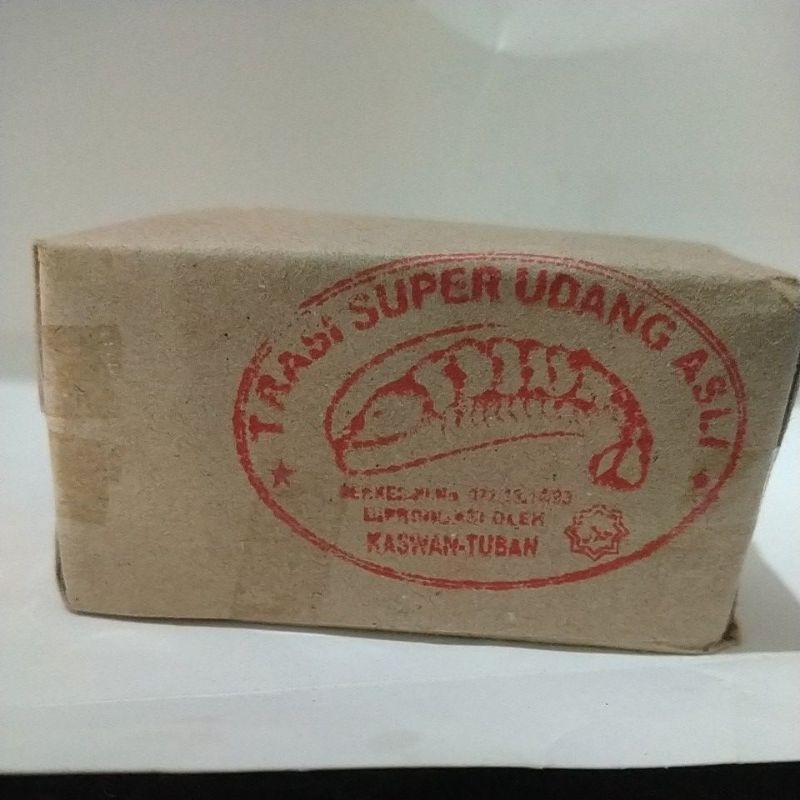 TRASI SUPER UDANG ASLI
DIPRODUKSI OLEH
KASWAN-TUBAN